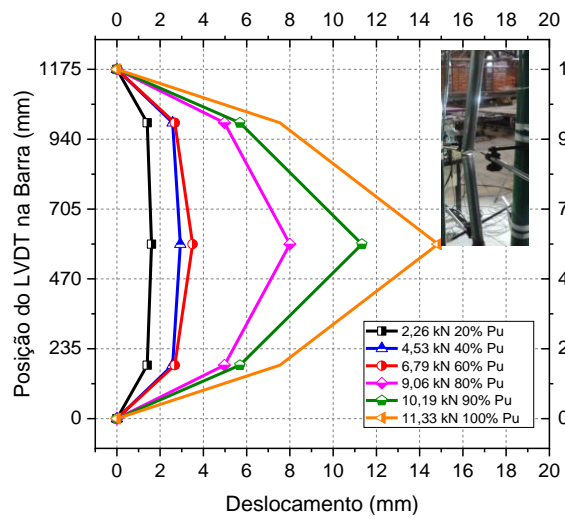 0 2 4 6 8 10 12 14 16 18 20
1175
940
705
470
235
0
Posição do LVDT na Barra (mm)
2,26 kN 20% Pu
4,53 kN 40% Pu
6,79 kN 60% Pu
9,06 kN 80% Pu
10,19 kN 90% Pu
11,33 kN 100% Pu
0 2 4 6 8 10 12 14 16 18 20
Deslocamento (mm)